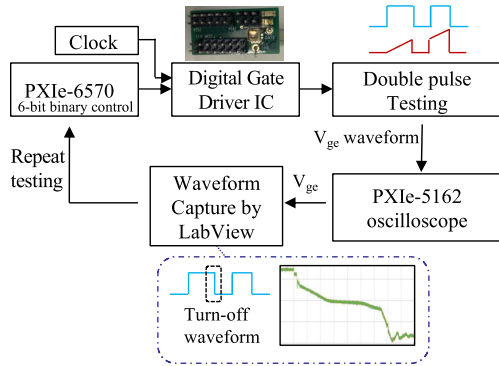 Clock
PXIe-6570
6-bit binary control
Digital Gate
Driver IC
Double pulse
Testing
Vge waveform
Repeat
testing
Waveform
Capture by
LabView
Vge
PXIe-5162
oscilloscope
Turn-off
waveform